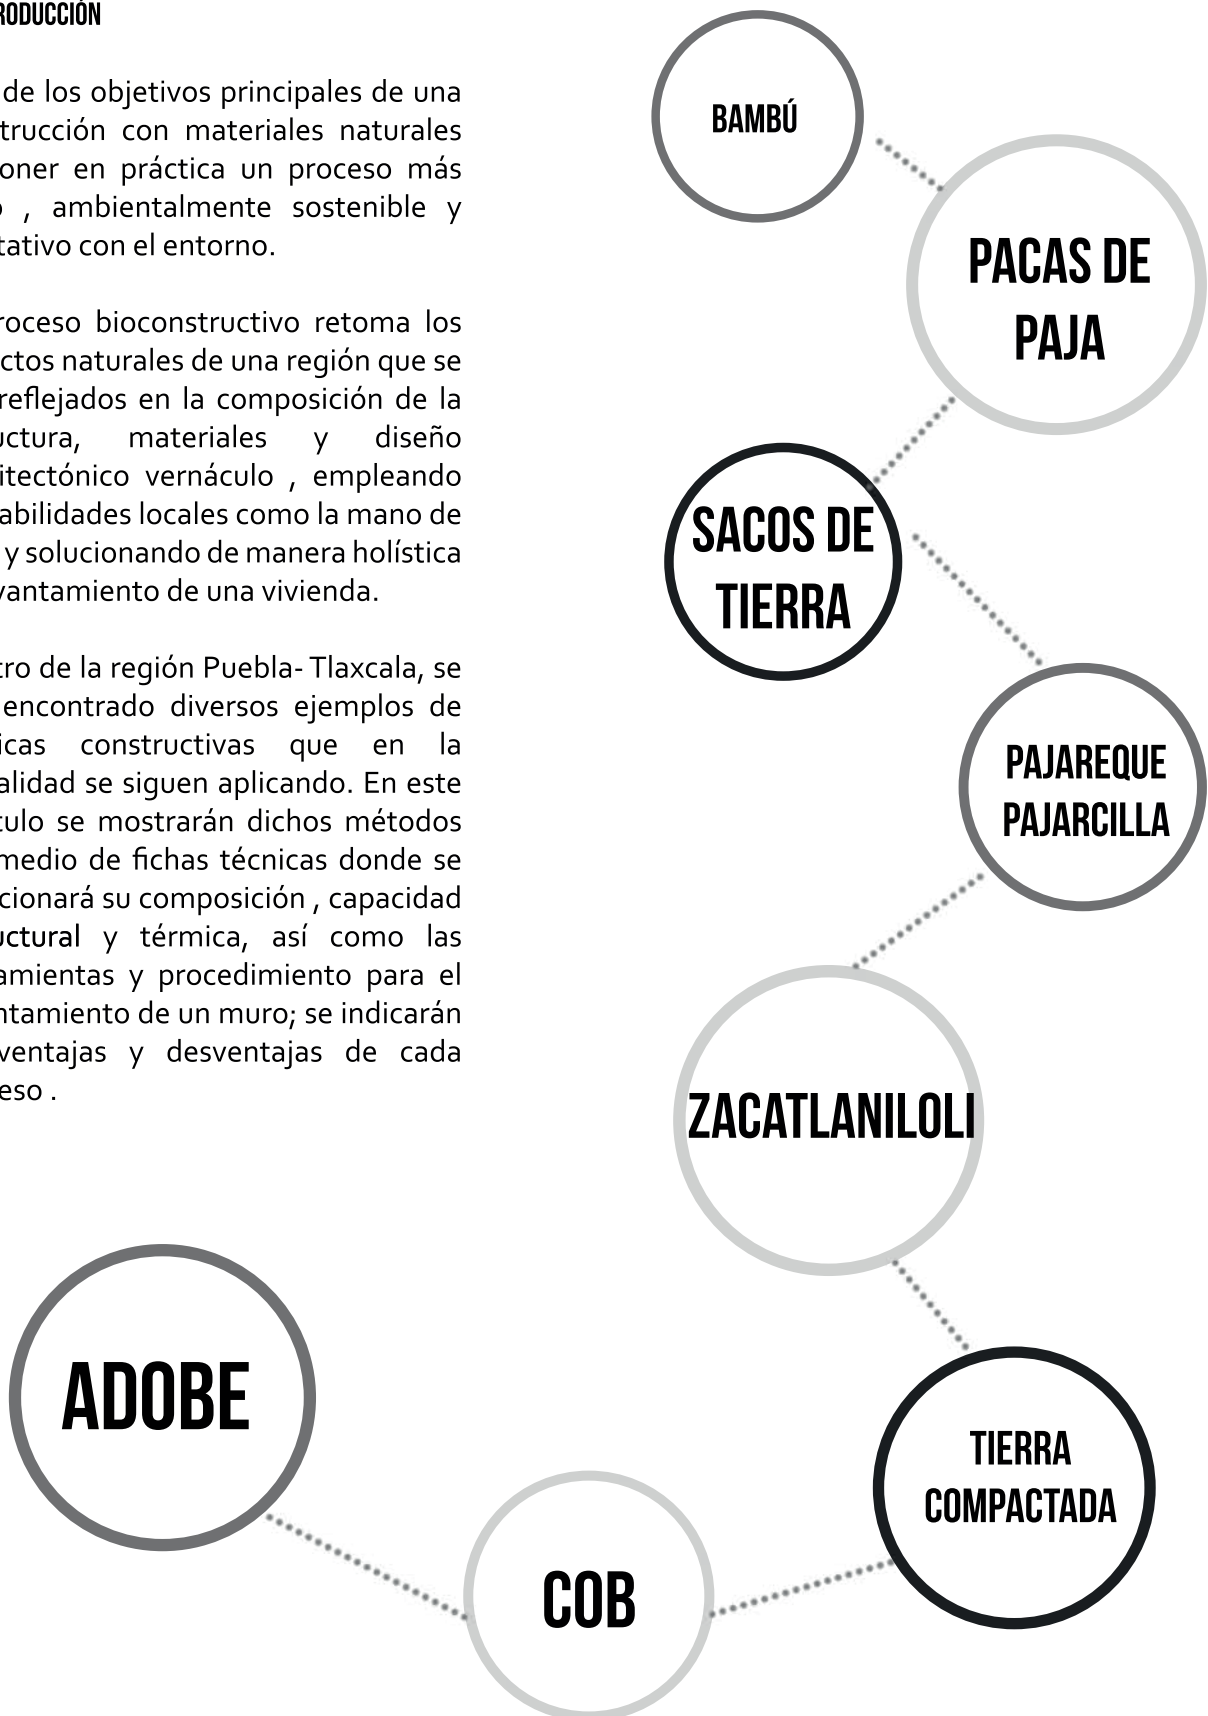 RODUCCIÓN
de los objetivos principales de una
trucción con materiales naturales
oner en práctica un proceso más
o , ambientalmente sostenible y
tativo con el entorno.
roceso bioconstructivo retoma los
ctos naturales de una región que se
reflejados en la composición de la
uctura, materiales y diseño
itectónico vernáculo , empleando
abilidades locales como la mano de
y solucionando de manera holística
vantamiento de una vivienda.
tro de la región Puebla- Tlaxcala, se
encontrado diversos ejemplos de
icas constructivas que en la
alidad se siguen aplicando. En este
tulo se mostrarán dichos métodos
medio de fichas técnicas donde se
cionará su composición , capacidad
uctural y térmica, así como las
amientas y procedimiento para el
ntamiento de un muro; se indicarán
ventajas y desventajas de cada
eso .
BAMBÚ
PACAS DE
PAJA
SACOS DE
TIERRA
PAJAREQUE
PAJARCILLA
ZACATLANILOLI
TIERRA
COMPACTADA
COB
ADOBE